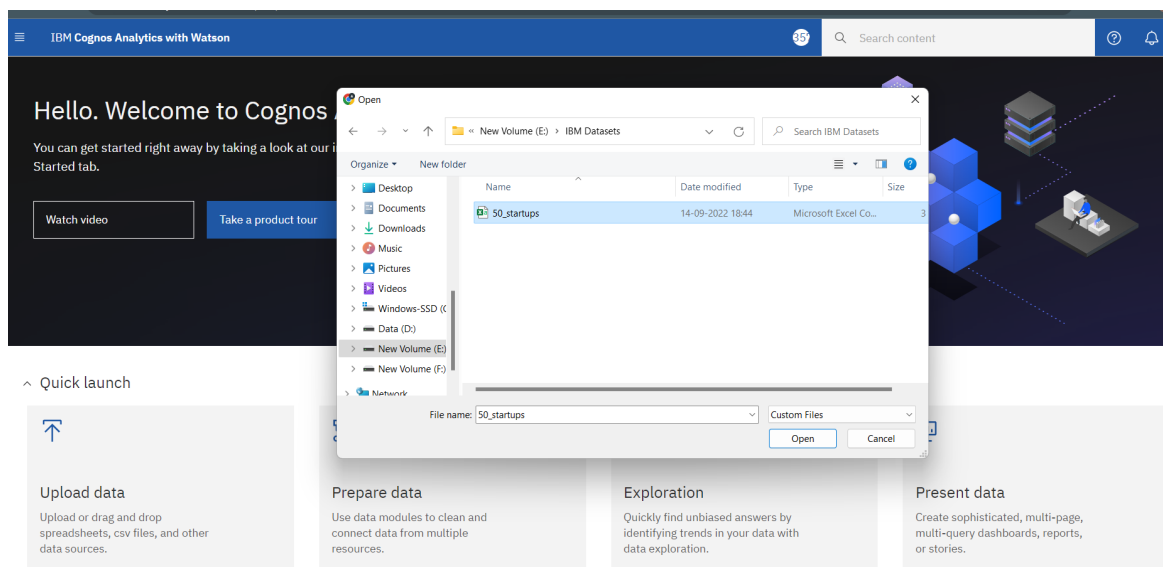 IBM Cognos Analytics with Watson
Search content
Hello. Welcome to Cognos
You can get started right away by taking a look at our
Started tab.
Watch video
Take a product tour
Open
« New Volume (E:) > IBM Datasets
Search IBM Datasets
Organize
New folder
Name
Date modified
Type
Size
50_startups
14-09-2022 18:44
Microsoft Excel Co...
3
Desktop
Documents
Downloads
Music
Pictures
Videos
Windows-SSD (C
Data (D:)
New Volume (E:)
New Volume (F:)
Network
File name:
50_startups
Custom Files
Open
Cancel
Quick launch
Upload data
Upload or drag and drop
spreadsheets, csv files, and other
data sources.
Prepare data
Use data modules to clean and
connect data from multiple
resources.
Exploration
Quickly find unbiased answers by
identifying trends in your data with
data exploration.
Present data
Create sophisticated, multi-page,
multi-query dashboards, reports,
or stories.